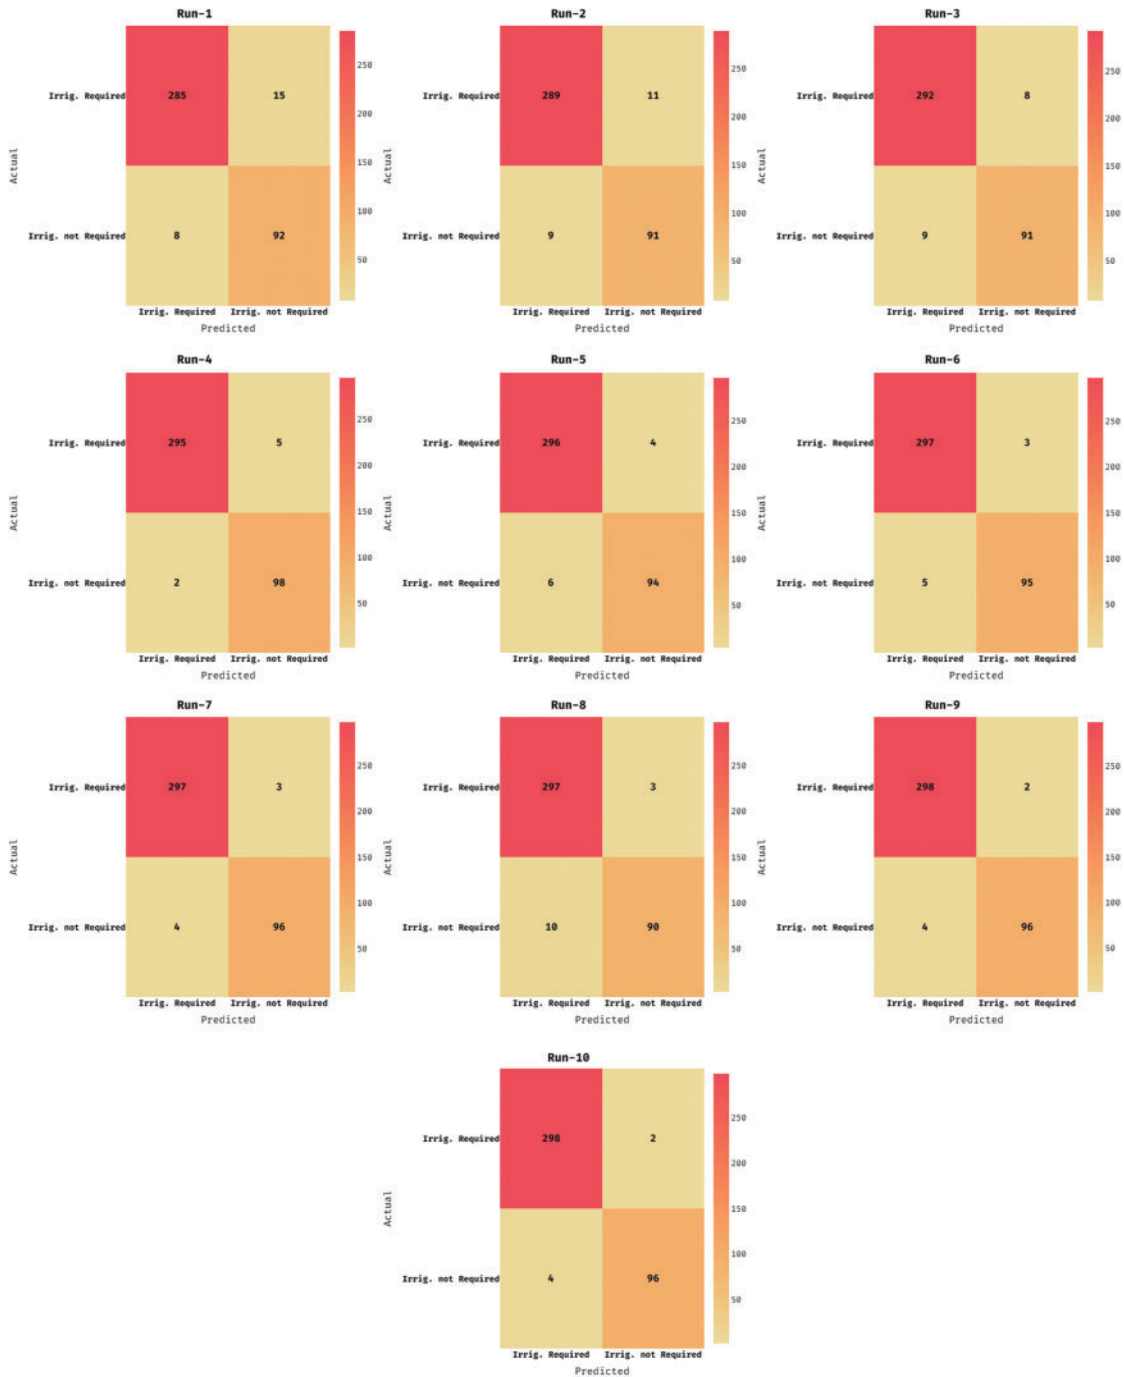 Run-1
Run-2
Run-3
Irrig. Required 285 15 250
Irrig. Required 289 11 250
Irrig. Required 292 8 250
200
200
200
Actual
Actual
Actual
150
150
150
100
100
100
Irrig. not Required 8 92 50
Irrig. not Required 9 91 50
Irrig. not Required 9 91 50
Irrig. Required Irrig. not Required
Irrig. Required Irrig. not Required
Irrig. Required Irrig. not Required
Predicted
Predicted
Predicted
Run-4
Run-5
Run-6
Irrig. Required 295 5 250
Irrig. Required 296 4 250
Irrig. Required 297 3 250
200
200
200
Actual
Actual
Actual
150
150
150
100
100
100
Irrig. not Required 2 98 50
Irrig. not Required 6 94 50
Irrig. not Required 5 95 50
Irrig. Required Irrig. not Required
Irrig. Required Irrig. not Required
Irrig. Required Irrig. not Required
Predicted
Predicted
Predicted
Run-7
Run-8
Run-9
Irrig. Required 297 3 250
Irrig. Required 297 3 250
Irrig. Required 298 2 250
200
200
200
Actual
Actual
Actual
150
150
150
100
100
100
Irrig. not Required 4 96 50
Irrig. not Required 10 90 50
Irrig. not Required 4 96 50
Irrig. Required Irrig. not Required
Irrig. Required Irrig. not Required
Irrig. Required Irrig. not Required
Predicted
Predicted
Predicted
Run-10
Irrig. Required 298 2 250
200
Actual
150
100
Irrig. not Required 4 96 50
Irrig. Required Irrig. not Required
Predicted